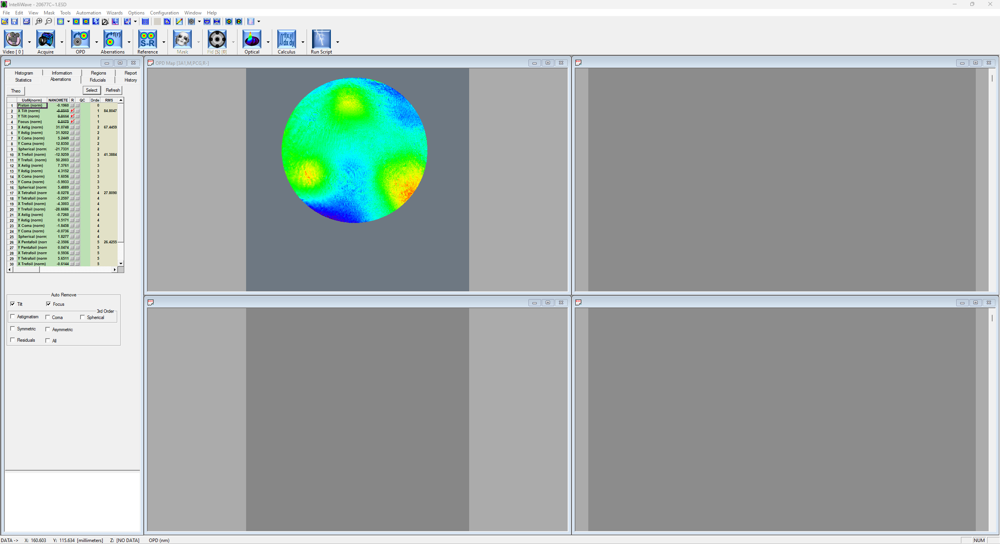 IntelliWave - 20677C~1.ESD
File Edit View Mask Tools Automation Wizards Options Configuration Window Help
Video [ 0 ] Acquire OPD Aberrations Reference Mask Fid (S) [0] Optical Calculus Run Script
f(r) S-R ∫∫f(x,y) dx dy
OPD Map [3A1,M,PCG,R-]
Histogram Information Regions Report
Statistics Aberrations Fiducials History
Theo Select Refresh
UofA(norm) NANOMETE R QC Orde RMS
1 Piston (norm) -0.1960 0
2 X Tilt (norm) -0.0515 1 84.8047
3 Y Tilt (norm) 0.0114 1
4 Focus (norm) 0.0175 1
5 X Astig (norm) 31.0748 2 67.4459
6 Y Astig (norm) 31.9202 2
7 X Coma (norm) 5.2449 2
8 Y Coma (norm) 12.8350 2
9 Spherical (norm -21.7331 2
10 X Trefoil (norm) -12.9259 3 41.3884
11 Y Trefoil. (norm) 50.2003 3
12 X Astig (norm) 7.3761 3
13 Y Astig (norm) 4.3152 3
14 X Coma (norm) 1.6056 3
15 Y Coma (norm) -5.9933 3
16 Spherical (norm 5.4889 3
17 X Tetrafoil (norm -8.0278 4 27.8090
18 Y Tetrafoil (norm -5.2597 4
19 X Trefoil (norm) -4.3003 4
20 Y Trefoil (norm) -28.6686 4
21 X Astig (norm) -0.7260 4
22 Y Astig (norm) 0.5171 4
23 X Coma (norm) -1.8458 4
24 Y Coma (norm) -0.0736 4
25 Spherical (norm 1.8277 4
26 X Pentafoil (norr -2.3506 5 26.4255
27 Y Pentafoil (norn 0.0474 5
28 X Tetrafoil (norm 0.5936 5
29 Y Tetrafoil (norm 5.6511 5
30 X Trefoil (norm) -0.6144 5
Auto Remove
Tilt Focus
3rd Order
Astigmatism Coma Spherical
Symmetric Asymmetric
Residuals All
DATA -> X: 160.603 Y: 115.634 [millimeters] Z: [NO DATA] OPD (nm) NUM